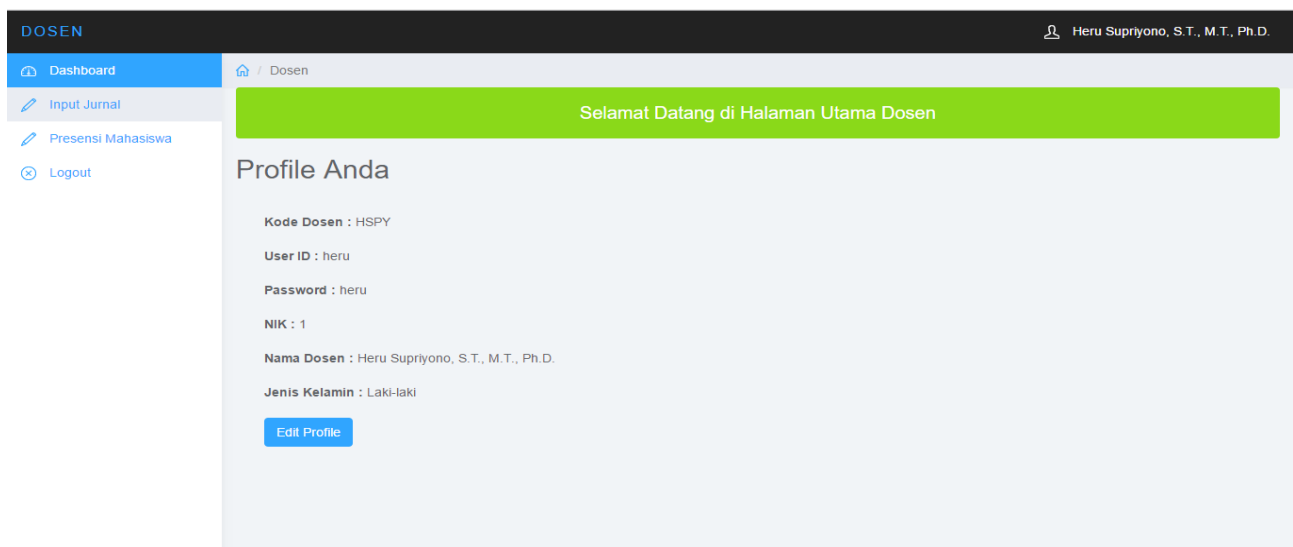 DOSEN
Heru Supriyono, S.T., M.T., Ph.D.
Dashboard
Input Jurnal
Presensi Mahasiswa
Logout
/ Dosen
Selamat Datang di Halaman Utama Dosen
Profile Anda
Kode Dosen : HSPY
User ID : heru
Password : heru
NIK : 1
Nama Dosen : Heru Supriyono, S.T., M.T., Ph.D.
Jenis Kelamin : Laki-laki
Edit Profile